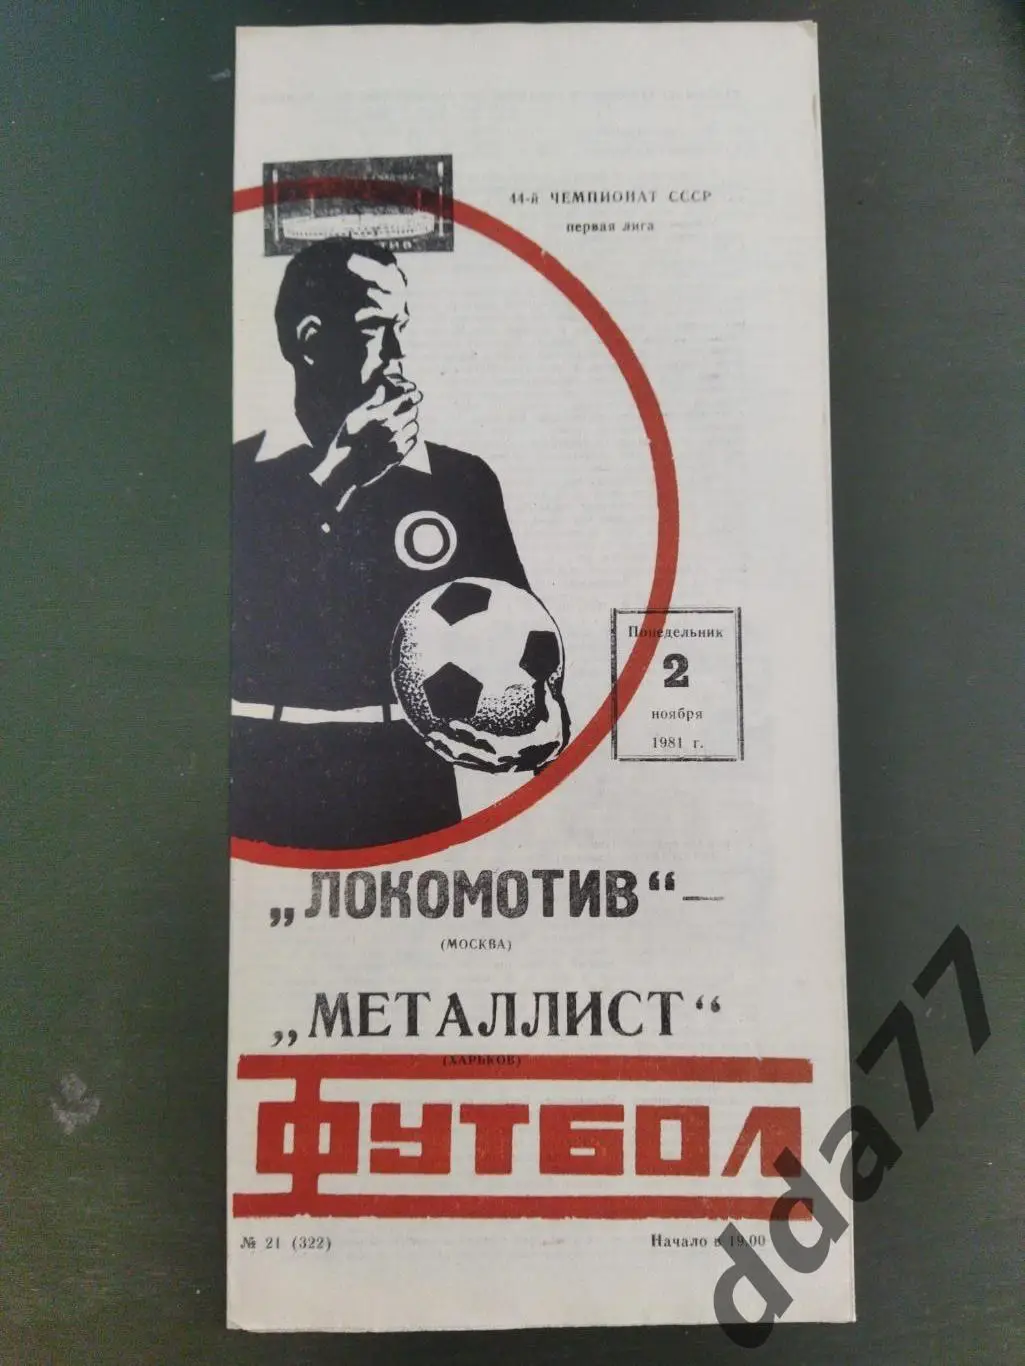 44-й ЧЕМПИОНАТ СССР
первая лига
Понедельник
2
ноября
1981 г.
„ЛОКОМОТИВ“ —
(МОСКВА)
„МЕТАЛЛИСТ“
(ХАРЬКОВ)
ФУТБОЛ
№ 21 (322)
Начало в 19.00
dda77